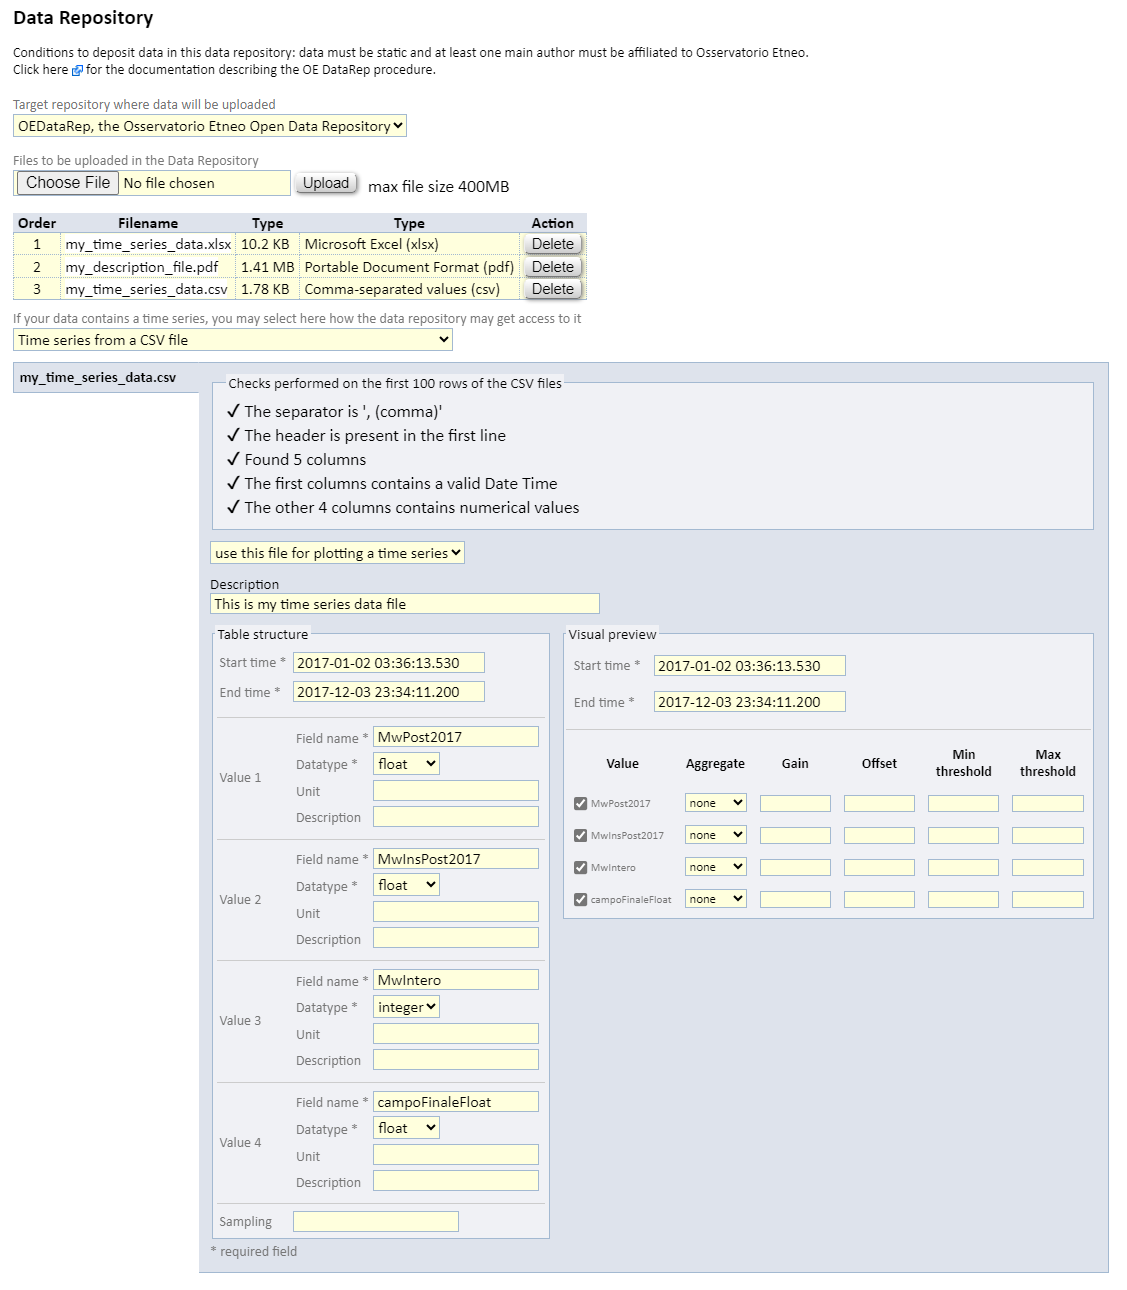 Data Repository
Conditions to deposit data in this data repository: data must be static and at least one main author must be affiliated to Osservatorio Etneo.
Click here for the documentation describing the OE DataRep procedure.
Target repository where data will be uploaded
OEDataRep, the Osservatorio Etneo Open Data Repository
Files to be uploaded in the Data Repository
Choose File No file chosen Upload max file size 400MB
Order Filename Type Type Action
1 my_time_series_data.xlsx 10.2 KB Microsoft Excel (xlsx) Delete
2 my_description_file.pdf 1.41 MB Portable Document Format (pdf) Delete
3 my_time_series_data.csv 1.78 KB Comma-separated values (csv) Delete
If your data contains a time series, you may select here how the data repository may get access to it
Time series from a CSV file
my_time_series_data.csv
Checks performed on the first 100 rows of the CSV files
✓ The separator is ', (comma)'
✓ The header is present in the first line
✓ Found 5 columns
✓ The first columns contains a valid Date Time
✓ The other 4 columns contains numerical values
use this file for plotting a time series
Description
This is my time series data file
Table structure
Start time * 2017-01-02 03:36:13.530
End time * 2017-12-03 23:34:11.200
Value 1
Field name * MwPost2017
Datatype * float
Unit
Description
Value 2
Field name * MwInsPost2017
Datatype * float
Unit
Description
Value 3
Field name * MwIntero
Datatype * integer
Unit
Description
Value 4
Field name * campoFinaleFloat
Datatype * float
Unit
Description
Sampling
* required field
Visual preview
Start time * 2017-01-02 03:36:13.530
End time * 2017-12-03 23:34:11.200
Value Aggregate Gain Offset Min threshold Max threshold
MwPost2017 none
MwInsPost2017 none
MwIntero none
campoFinaleFloat none